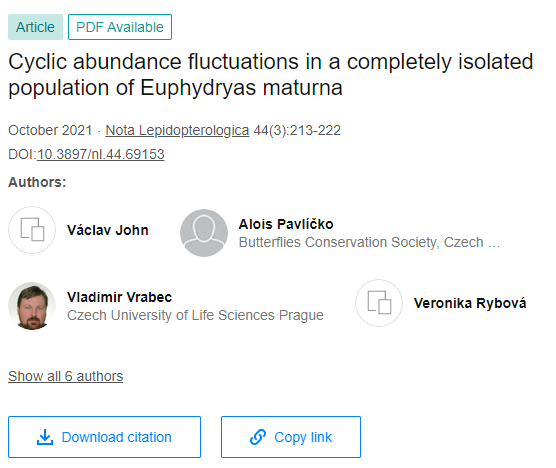 Article PDF Available
Cyclic abundance fluctuations in a completely isolated
population of Euphydryas maturna
October 2021 · Nota Lepidopterologica 44(3):213-222
DOI:10.3897/nl.44.69153
Authors:
Václav John
Alois Pavlíčko
Butterflies Conservation Society, Czech …
Vladimír Vrabec
Czech University of Life Sciences Prague
Veronika Rybová
Show all 6 authors
Download citation
Copy link